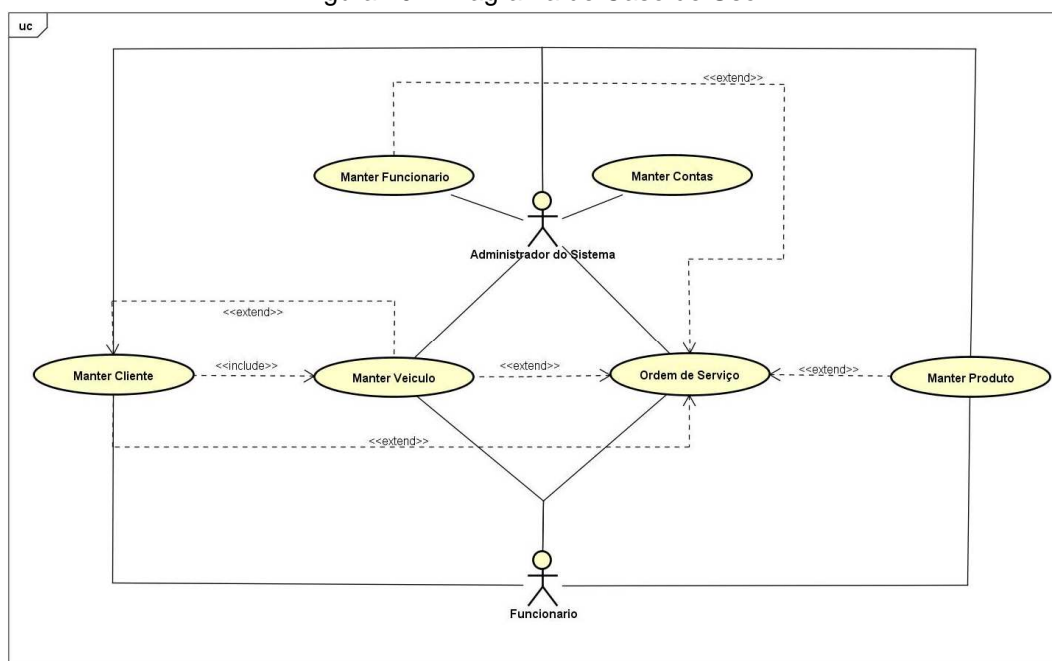 uc
<<extend>>
Manter Funcionario
Manter Contas
Administrador do Sistema
<<extend>>
Manter Cliente
<<include>>
Manter Veiculo
<<extend>>
Ordem de Serviço
<<extend>>
Manter Produto
<<extend>>
Funcionario